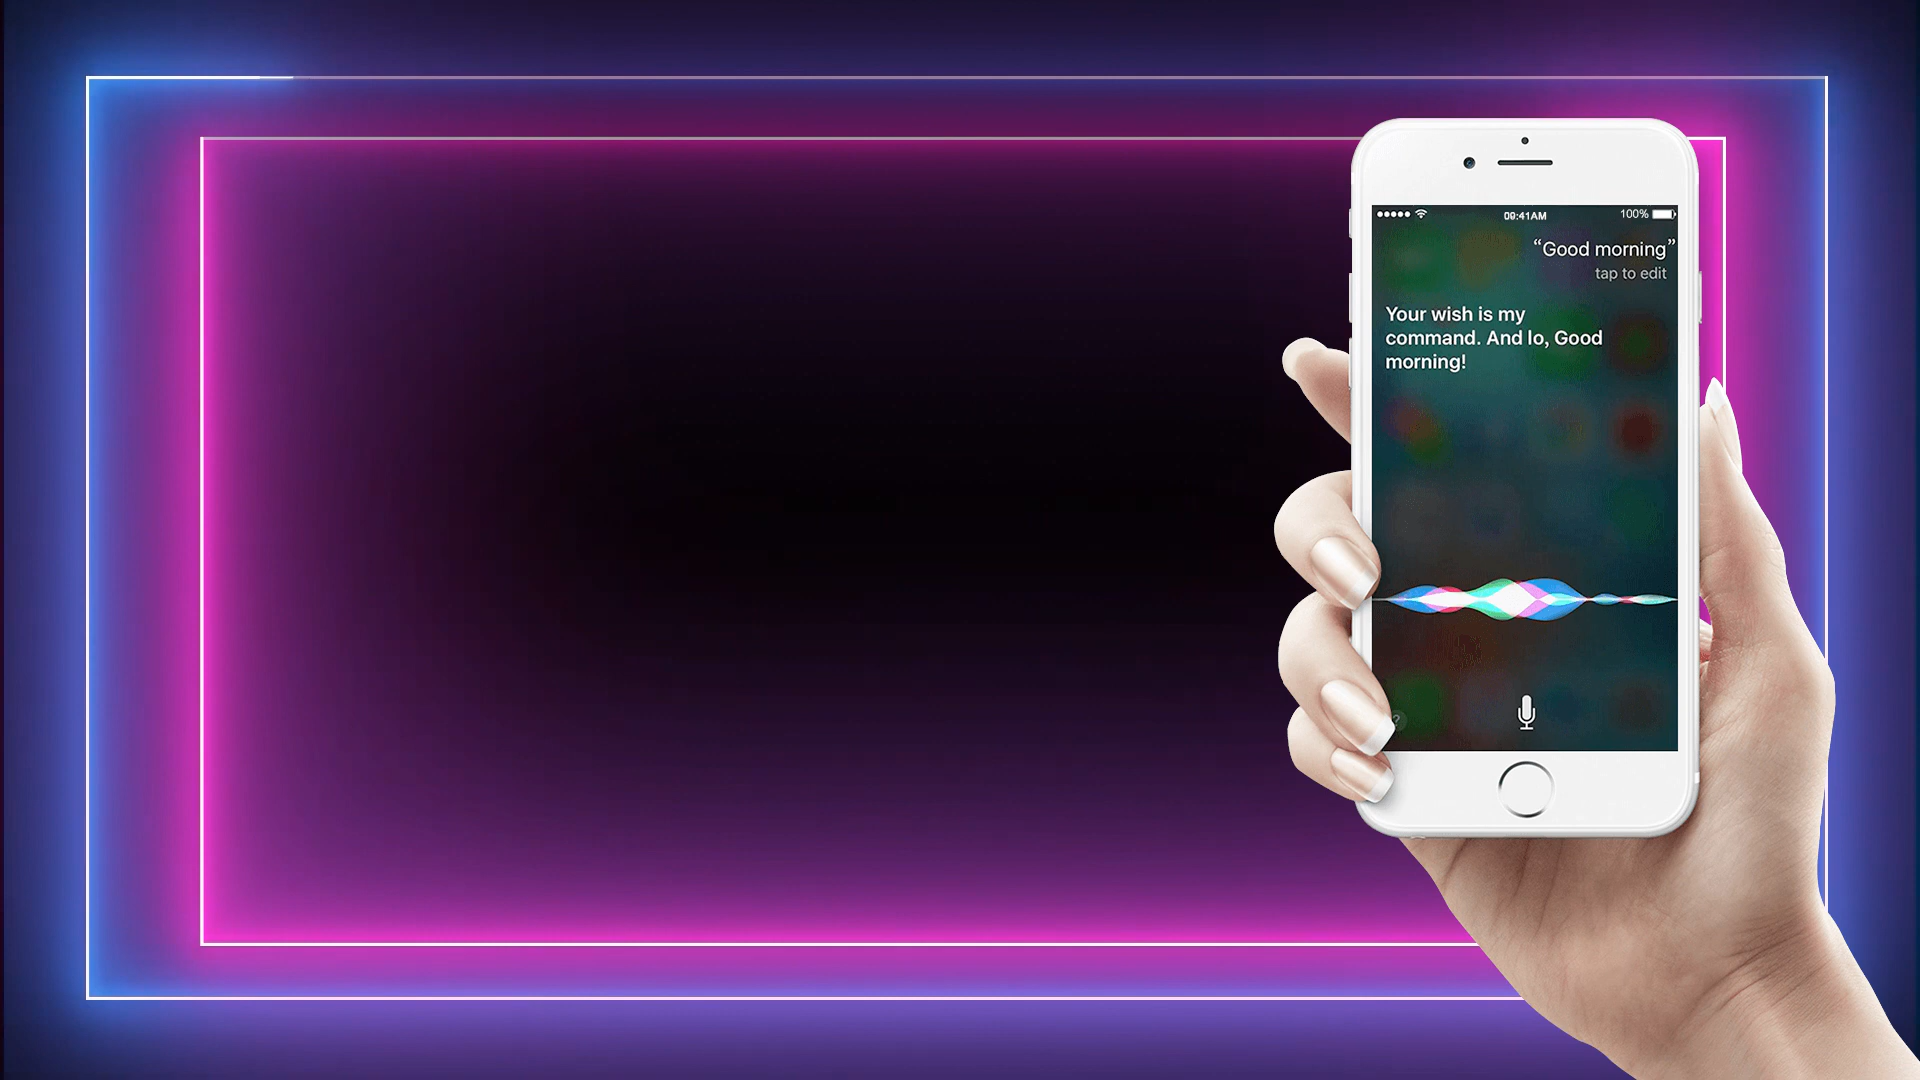 09:41AM
100%
“Good morning”
tap to edit
Your wish is my
command. And lo, Good
morning!
?